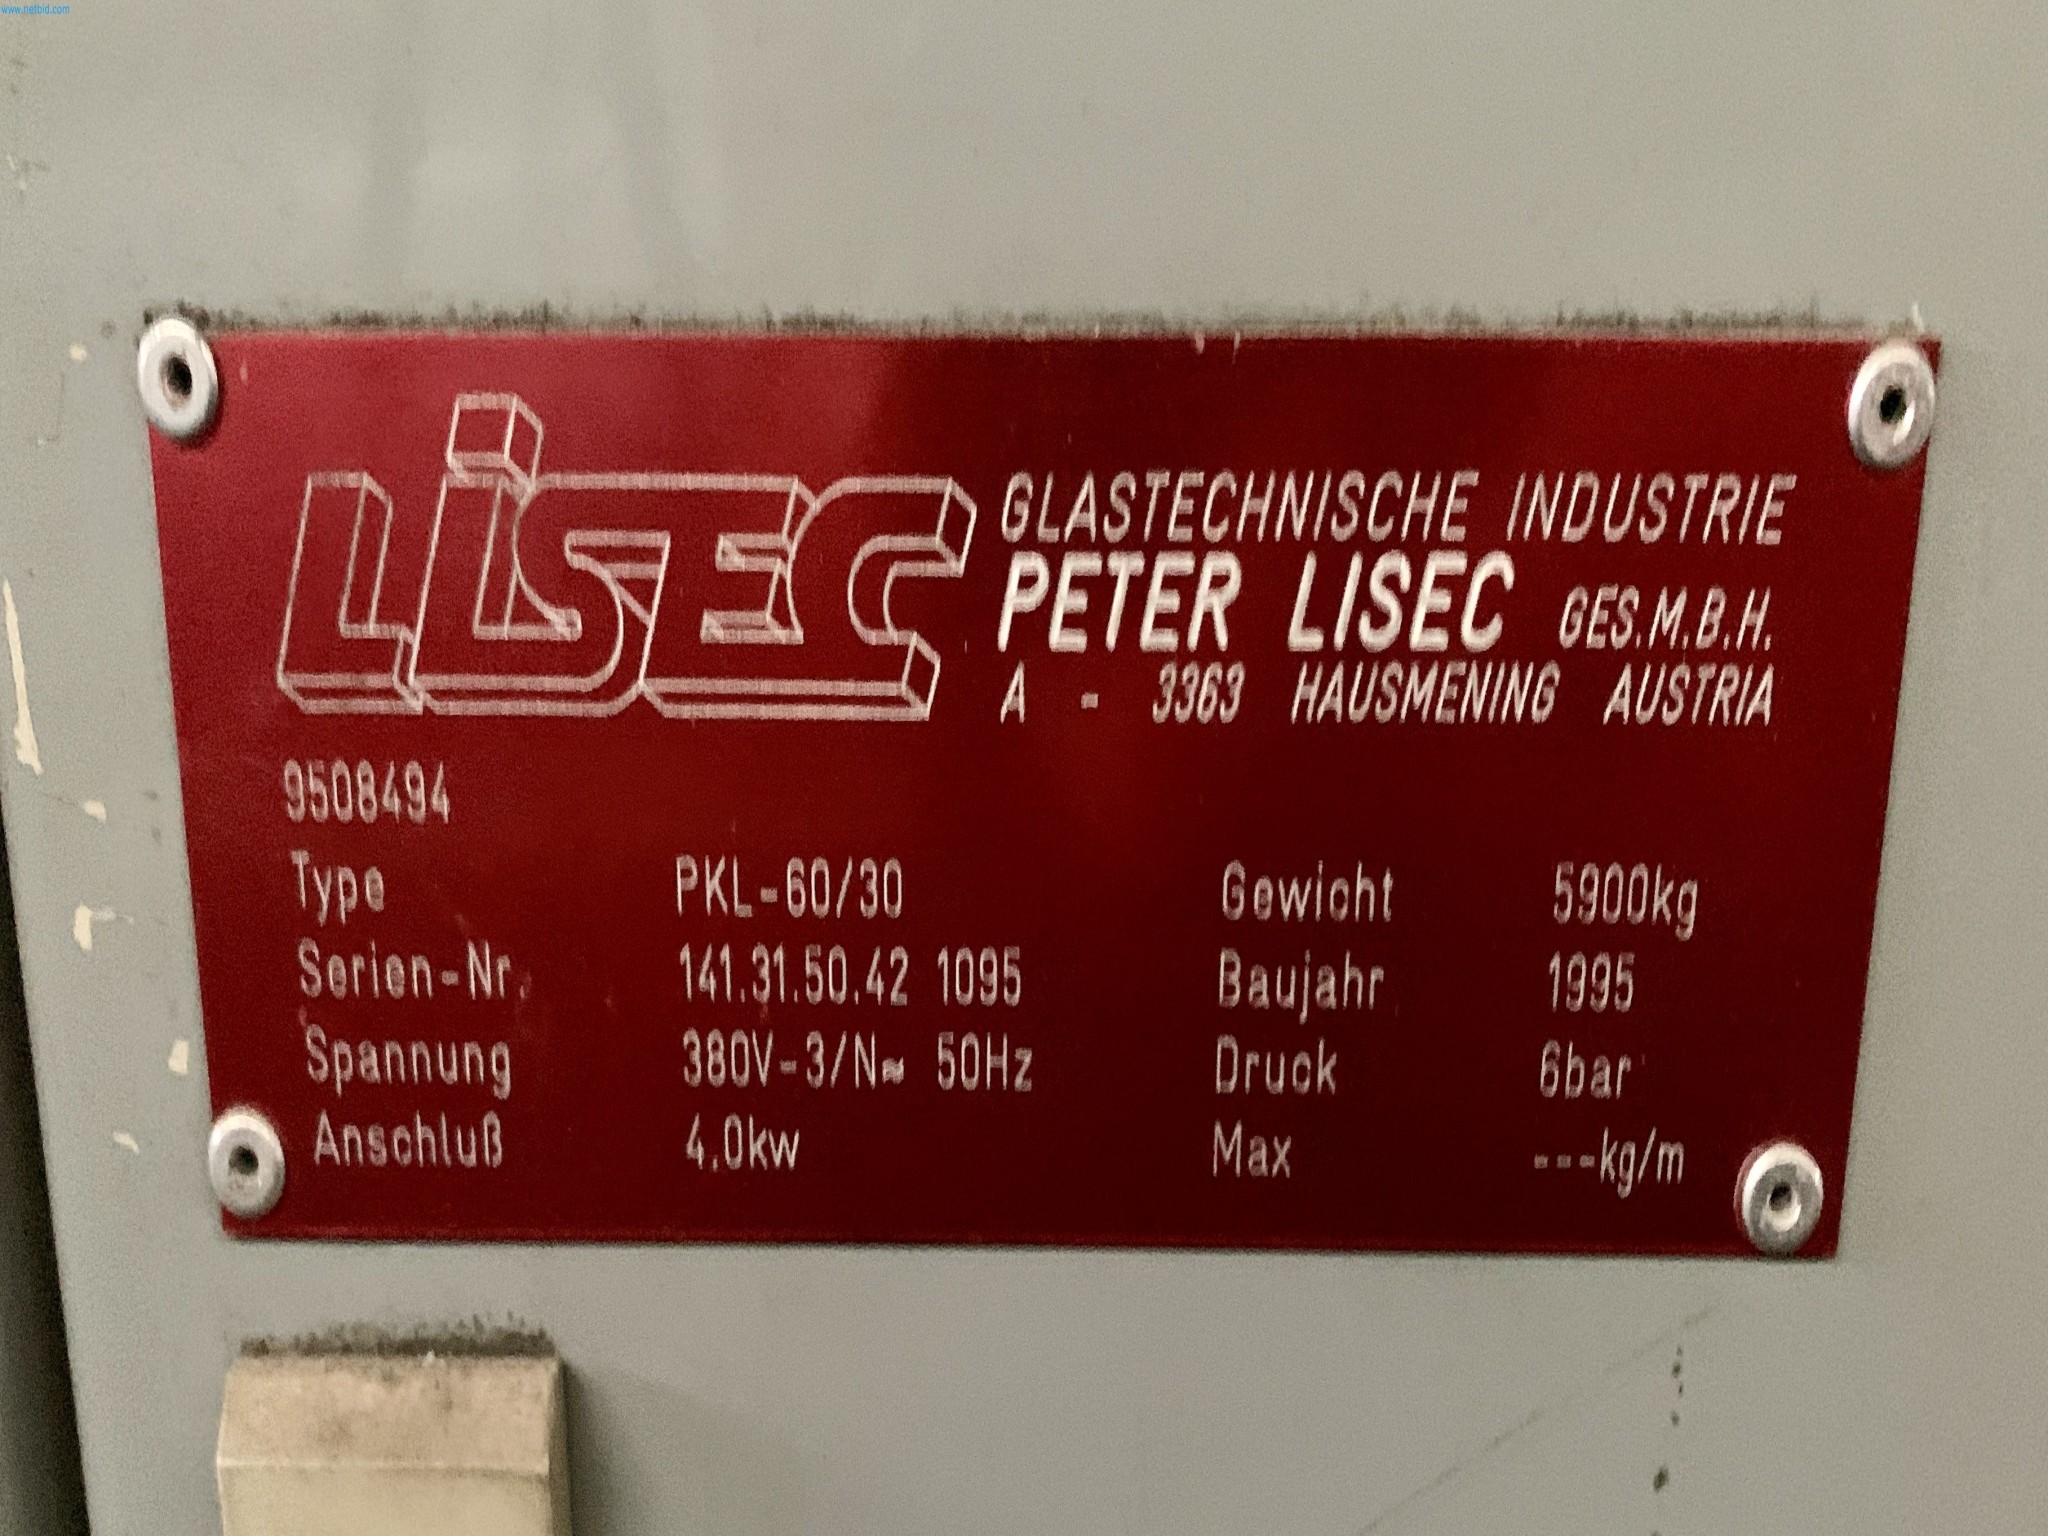 www.netbid.com
LISEC
GLASTECHNISCHE INDUSTRIE
PETER LISEC GES.M.B.H.
A - 3363 HAUSMENING AUSTRIA
9508494
Type PKL-60/30 Gewicht 5900kg
Serien-Nr. 141.31.50.42 1095 Baujahr 1995
Spannung 380V-3/N≈ 50Hz Druck 6bar
Anschluß 4.0kw Max ---kg/m